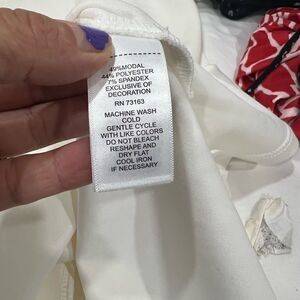 49%MODAL
44% POLYESTER
7% SPANDEX
EXCLUSIVE OF
DECORATION
RN 73163
MACHINE WASH
COLD
GENTLE CYCLE
WITH LIKE COLORS
DO NOT BLEACH
RESHAPE AND
DRY FLAT
COOL IRON
IF NECESSARY